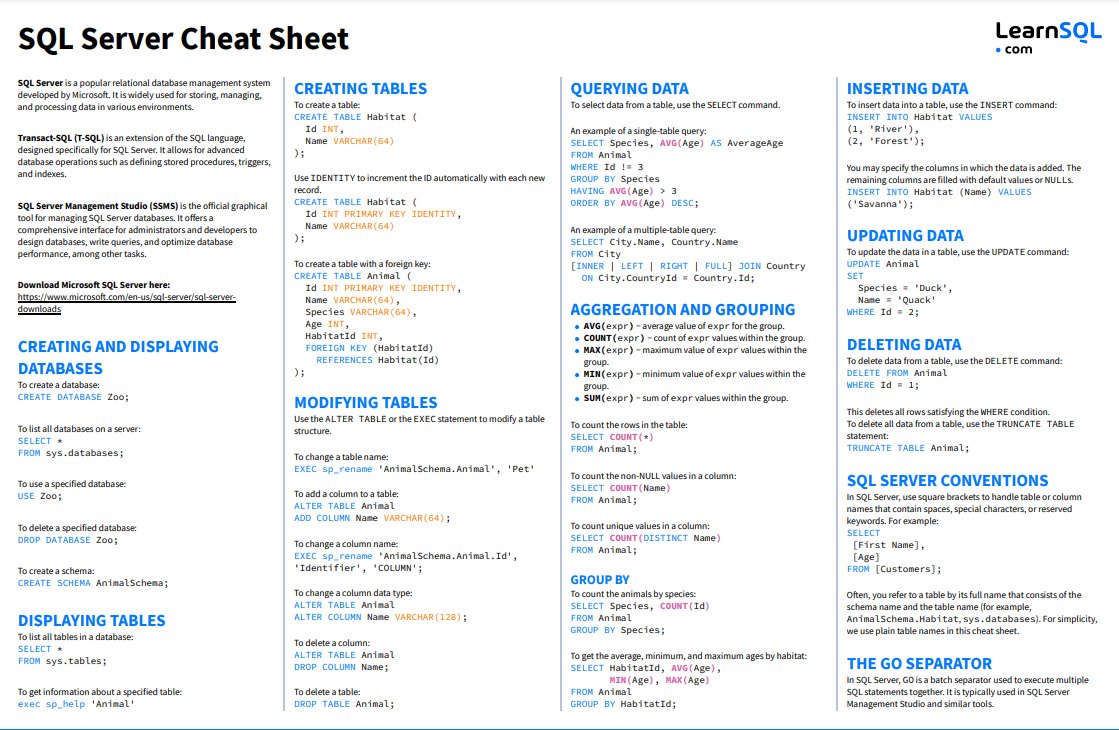 SQL Server Cheat Sheet
LearnSQL
• com
SQL Server is a popular relational database management system
developed by Microsoft. It is widely used for storing, managing,
and processing data in various environments.
Transact-SQL (T-SQL) is an extension of the SQL language,
designed specifically for SQL Server. It allows for advanced
database operations such as defining stored procedures, triggers,
and indexes.
SQL Server Management Studio (SSMS) is the official graphical
tool for managing SQL Server databases. It offers a
comprehensive interface for administrators and developers to
design databases, write queries, and optimize database
performance, among other tasks.
Download Microsoft SQL Server here:
https://www.microsoft.com/en-us/sql-server/sql-server-
downloads
CREATING AND DISPLAYING
DATABASES
To create a database:
CREATE DATABASE Zoo;
To list all databases on a server:
SELECT *
FROM sys.databases;
To use a specified database:
USE Zoo;
To delete a specified database:
DROP DATABASE Zoo;
To create a schema:
CREATE SCHEMA AnimalSchema;
DISPLAYING TABLES
To list all tables in a database:
SELECT *
FROM sys.tables;
To get information about a specified table:
exec sp_help 'Animal'
CREATING TABLES
To create a table:
CREATE TABLE Habitat (
Id INT,
Name VARCHAR(64)
);
Use IDENTITY to increment the ID automatically with each new
record.
CREATE TABLE Habitat (
Id INT PRIMARY KEY IDENTITY,
Name VARCHAR(64)
);
To create a table with a foreign key:
CREATE TABLE Animal (
Id INT PRIMARY KEY IDENTITY,
Name VARCHAR(64),
Species VARCHAR(64),
Age INT,
HabitatId INT,
FOREIGN KEY (HabitatId)
REFERENCES Habitat(Id)
);
MODIFYING TABLES
Use the ALTER TABLE or the EXEC statement to modify a table
structure.
To change a table name:
EXEC sp_rename 'AnimalSchema.Animal', 'Pet'
To add a column to a table:
ALTER TABLE Animal
ADD COLUMN Name VARCHAR(64);
To change a column name:
EXEC sp_rename 'AnimalSchema.Animal.Id',
'Identifier', 'COLUMN';
To change a column data type:
ALTER TABLE Animal
ALTER COLUMN Name VARCHAR(128);
To delete a column:
ALTER TABLE Animal
DROP COLUMN Name;
To delete a table:
DROP TABLE Animal;
QUERYING DATA
To select data from a table, use the SELECT command.
An example of a single-table query:
SELECT Species, AVG(Age) AS AverageAge
FROM Animal
WHERE Id != 3
GROUP BY Species
HAVING AVG(Age) > 3
ORDER BY AVG(Age) DESC;
An example of a multiple-table query:
SELECT City.Name, Country.Name
FROM City
[INNER | LEFT | RIGHT | FULL] JOIN Country
ON City.CountryId = Country.Id;
AGGREGATION AND GROUPING
• AVG(expr) − average value of expr for the group.
• COUNT(expr) − count of expr values within the group.
• MAX(expr) − maximum value of expr values within the
group.
• MIN(expr) − minimum value of expr values within the
group.
• SUM(expr) − sum of expr values within the group.
To count the rows in the table:
SELECT COUNT(*)
FROM Animal;
To count the non-NULL values in a column:
SELECT COUNT(Name)
FROM Animal;
To count unique values in a column:
SELECT COUNT(DISTINCT Name)
FROM Animal;
GROUP BY
To count the animals by species:
SELECT Species, COUNT(Id)
FROM Animal
GROUP BY Species;
To get the average, minimum, and maximum ages by habitat:
SELECT HabitatId, AVG(Age),
MIN(Age), MAX(Age)
FROM Animal
GROUP BY HabitatId;
INSERTING DATA
To insert data into a table, use the INSERT command:
INSERT INTO Habitat VALUES
(1, 'River'),
(2, 'Forest');
You may specify the columns in which the data is added. The
remaining columns are filled with default values or NULLs.
INSERT INTO Habitat (Name) VALUES
('Savanna');
UPDATING DATA
To update the data in a table, use the UPDATE command:
UPDATE Animal
SET
Species = 'Duck',
Name = 'Quack'
WHERE Id = 2;
DELETING DATA
To delete data from a table, use the DELETE command:
DELETE FROM Animal
WHERE Id = 1;
This deletes all rows satisfying the WHERE condition.
To delete all data from a table, use the TRUNCATE TABLE
statement:
TRUNCATE TABLE Animal;
SQL SERVER CONVENTIONS
In SQL Server, use square brackets to handle table or column
names that contain spaces, special characters, or reserved
keywords. For example:
SELECT
[First Name],
[Age]
FROM [Customers];
Often, you refer to a table by its full name that consists of the
schema name and the table name (for example,
AnimalSchema.Habitat, sys.databases). For simplicity,
we use plain table names in this cheat sheet.
THE GO SEPARATOR
In SQL Server, GO is a batch separator used to execute multiple
SQL statements together. It is typically used in SQL Server
Management Studio and similar tools.